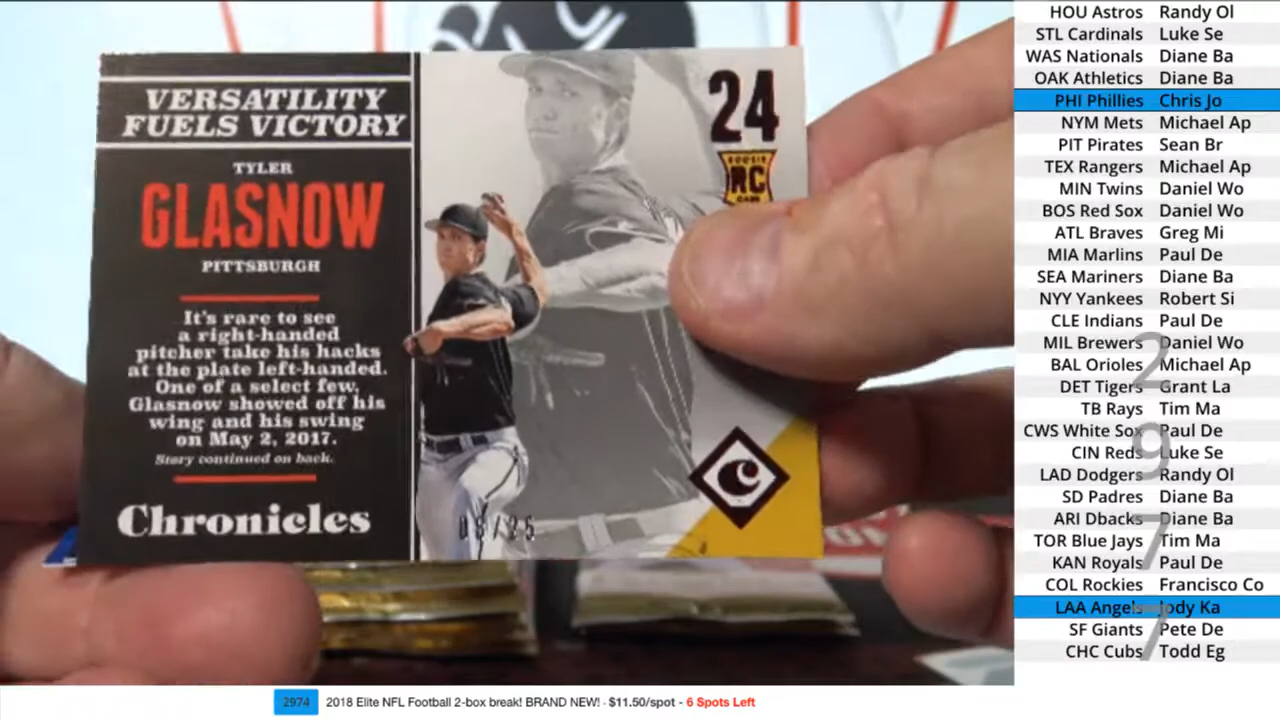 VERSATILITY
FUELS VICTORY
TYLER
GLASNOW
PITTSBURGH
It's rare to see
a right-handed
pitcher take his hacks
at the plate left-handed.
One of a select few,
Glasnow showed off his
wing and his swing
on May 2, 2017.
Story continued on back.
Chronicles
24
ROOKIE
RC
CARD
C
/25
HOU Astros Randy Ol
STL Cardinals Luke Se
WAS Nationals Diane Ba
OAK Athletics Diane Ba
PHI Phillies Chris Jo
NYM Mets Michael Ap
PIT Pirates Sean Br
TEX Rangers Michael Ap
MIN Twins Daniel Wo
BOS Red Sox Daniel Wo
ATL Braves Greg Mi
MIA Marlins Paul De
SEA Mariners Diane Ba
NYY Yankees Robert Si
CLE Indians Paul De
MIL Brewers Daniel Wo
BAL Orioles Michael Ap
DET Tigers Grant La
TB Rays Tim Ma
CWS White Sox Paul De
CIN Reds Luke Se
LAD Dodgers Randy Ol
SD Padres Diane Ba
ARI Dbacks Diane Ba
TOR Blue Jays Tim Ma
KAN Royals Paul De
COL Rockies Francisco Co
LAA Angels Jody Ka
SF Giants Pete De
CHC Cubs Todd Eg
2
9
7
7
2974 2018 Elite NFL Football 2-box break! BRAND NEW! - $11.50/spot - 6 Spots Left